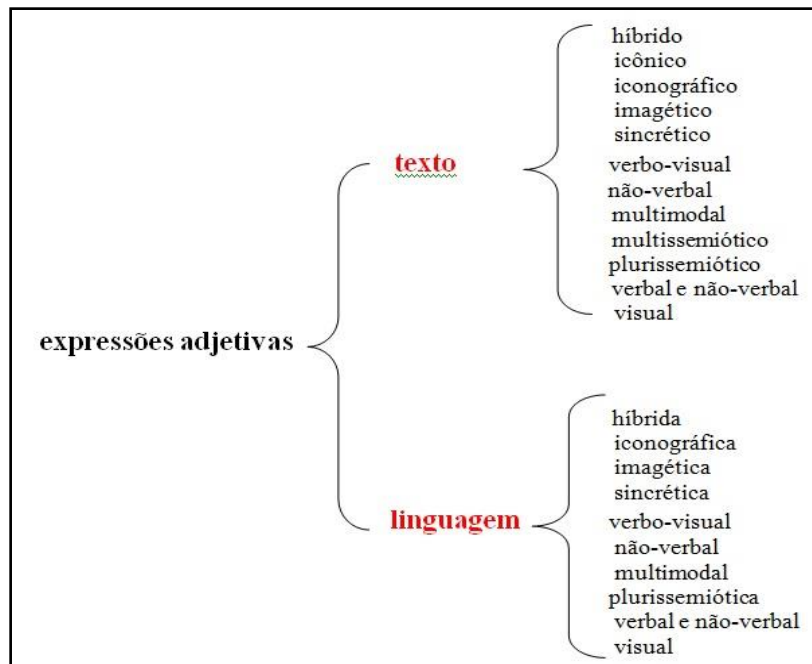 híbrido
icônico
iconográfico
imagético
sincrético
texto
verbo-visual
não-verbal
multimodal
multissemiótico
plurissemiótico
verbal e não-verbal
visual
expressões adjetivas
híbrida
iconográfica
imagética
sincrética
linguagem
verbo-visual
não-verbal
multimodal
plurissemiótica
verbal e não-verbal
visual